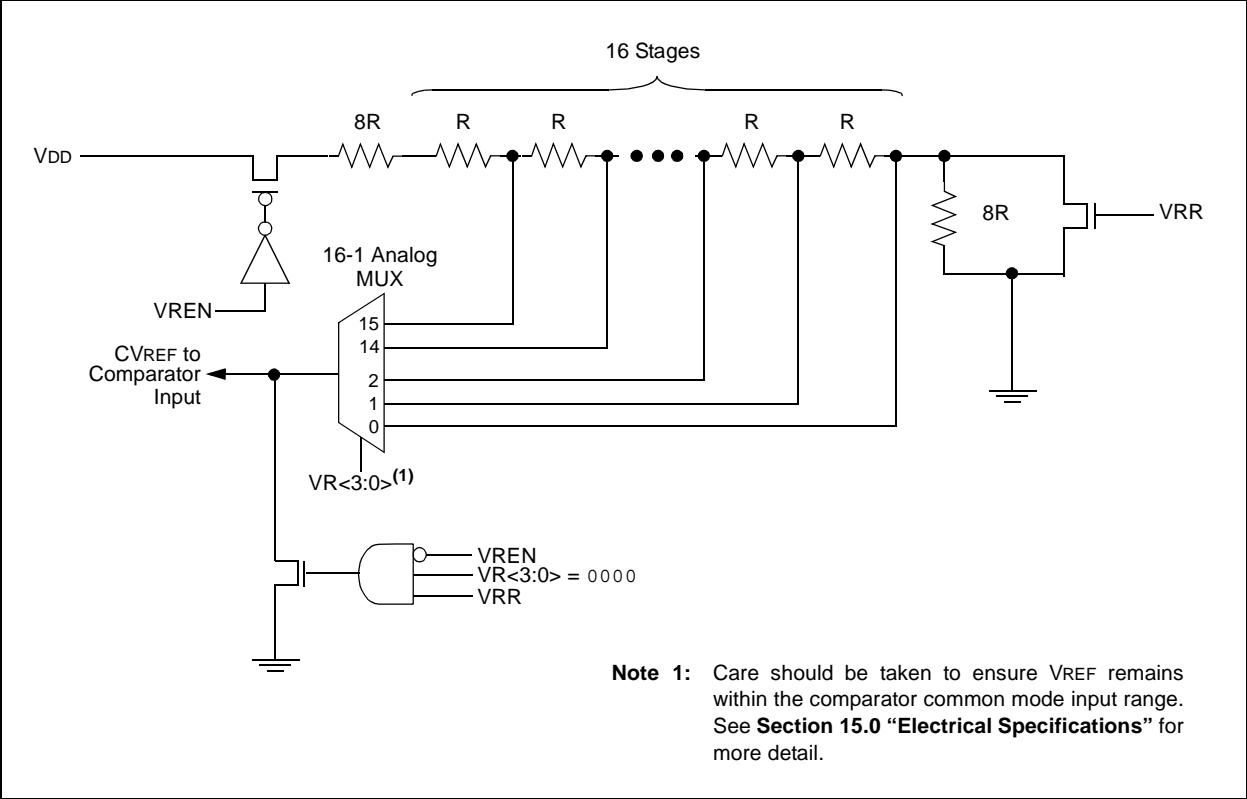 16 Stages
8R R R R R
VDD
8R
VRR
16-1 Analog
MUX
VREN
15
14
2
1
0
CVREF to
Comparator
Input
VR<3:0>(1)
VREN
VR<3:0> = 0000
VRR
Note 1: Care should be taken to ensure VREF remains
within the comparator common mode input range.
See Section 15.0 “Electrical Specifications” for
more detail.